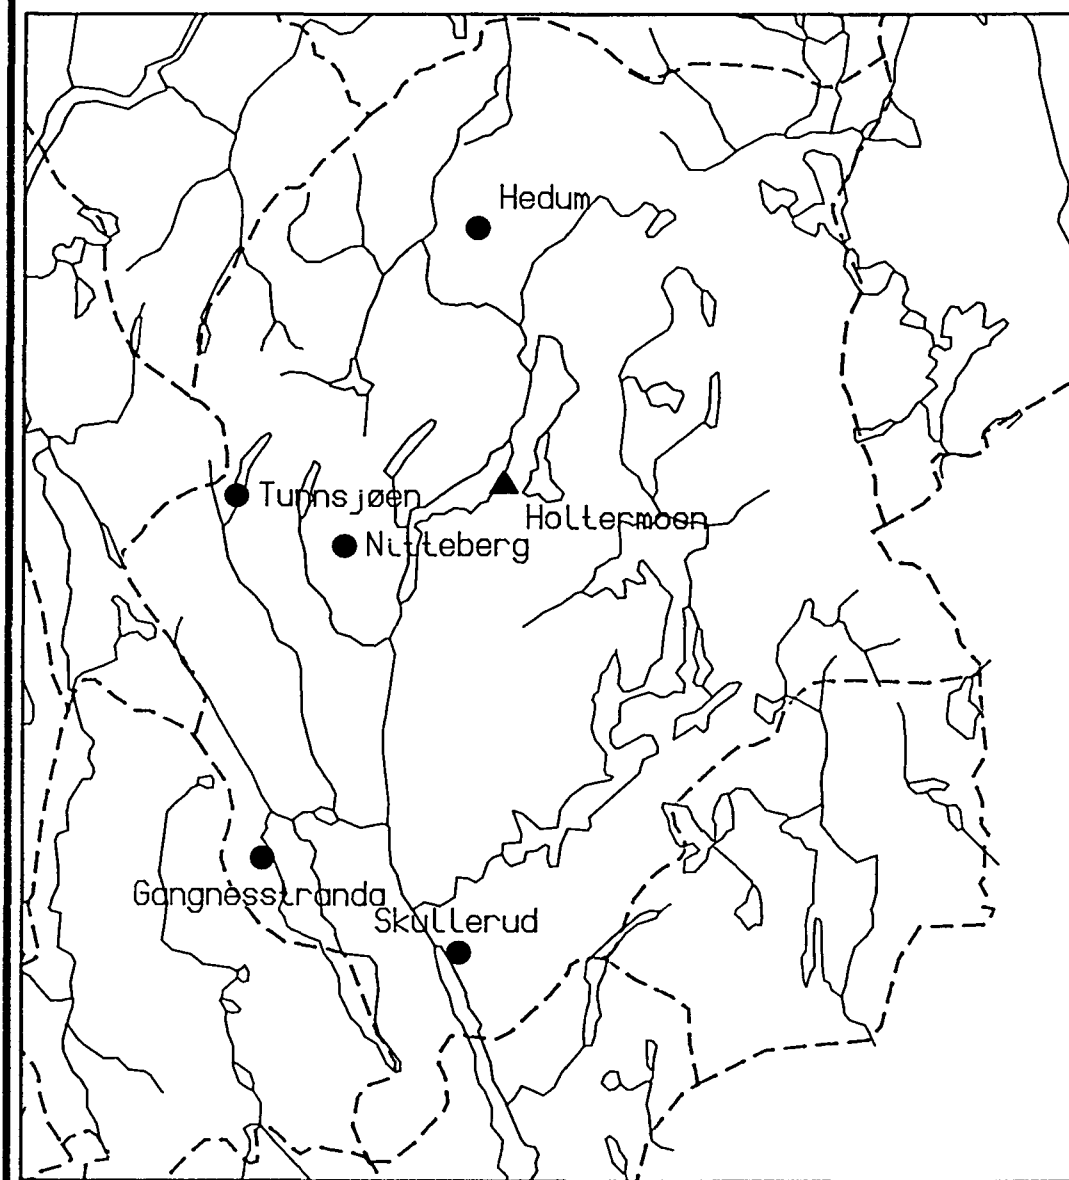 Hedum
Tunnsjøen
Holtermoen
Nitteberg
Gangnesstranda
Skullerud